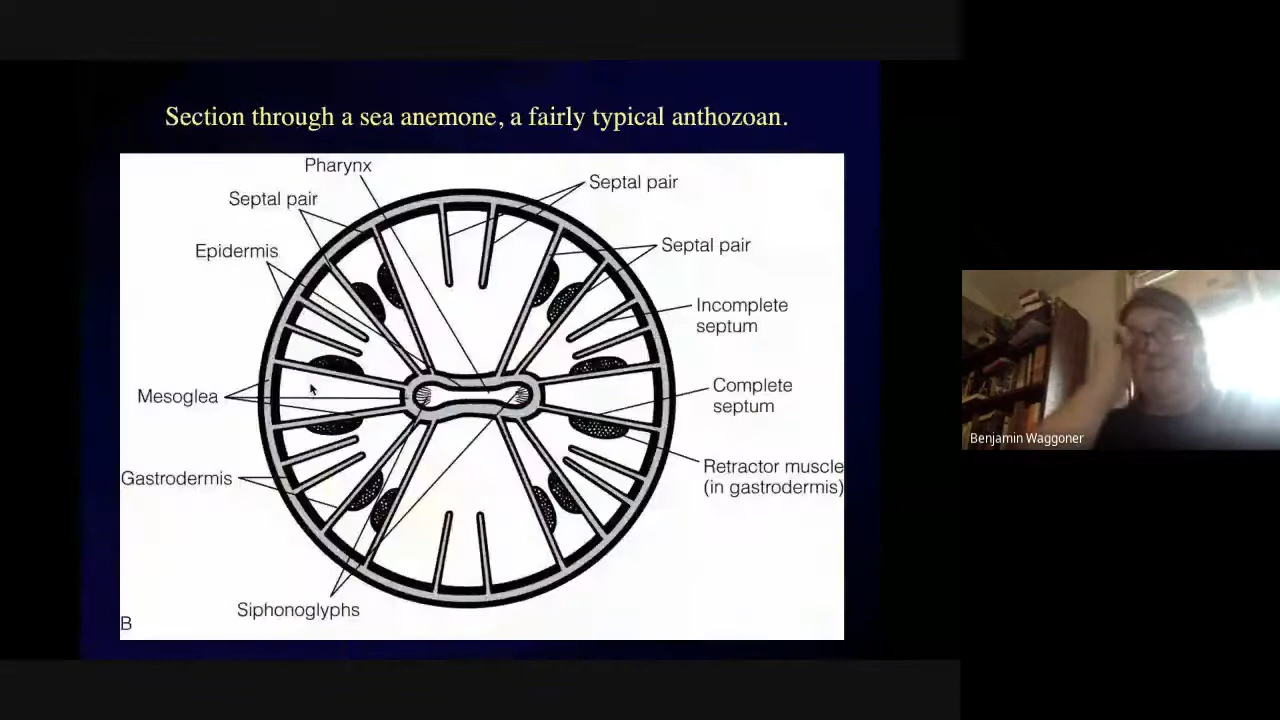 Section through a sea anemone, a fairly typical anthozoan.
Pharynx
Septal pair
Septal pair
Epidermis
Septal pair
Incomplete
septum
Mesoglea
Complete
septum
Gastrodermis
Retractor muscle
(in gastrodermis)
Siphonoglyphs
B
Benjamin Waggoner